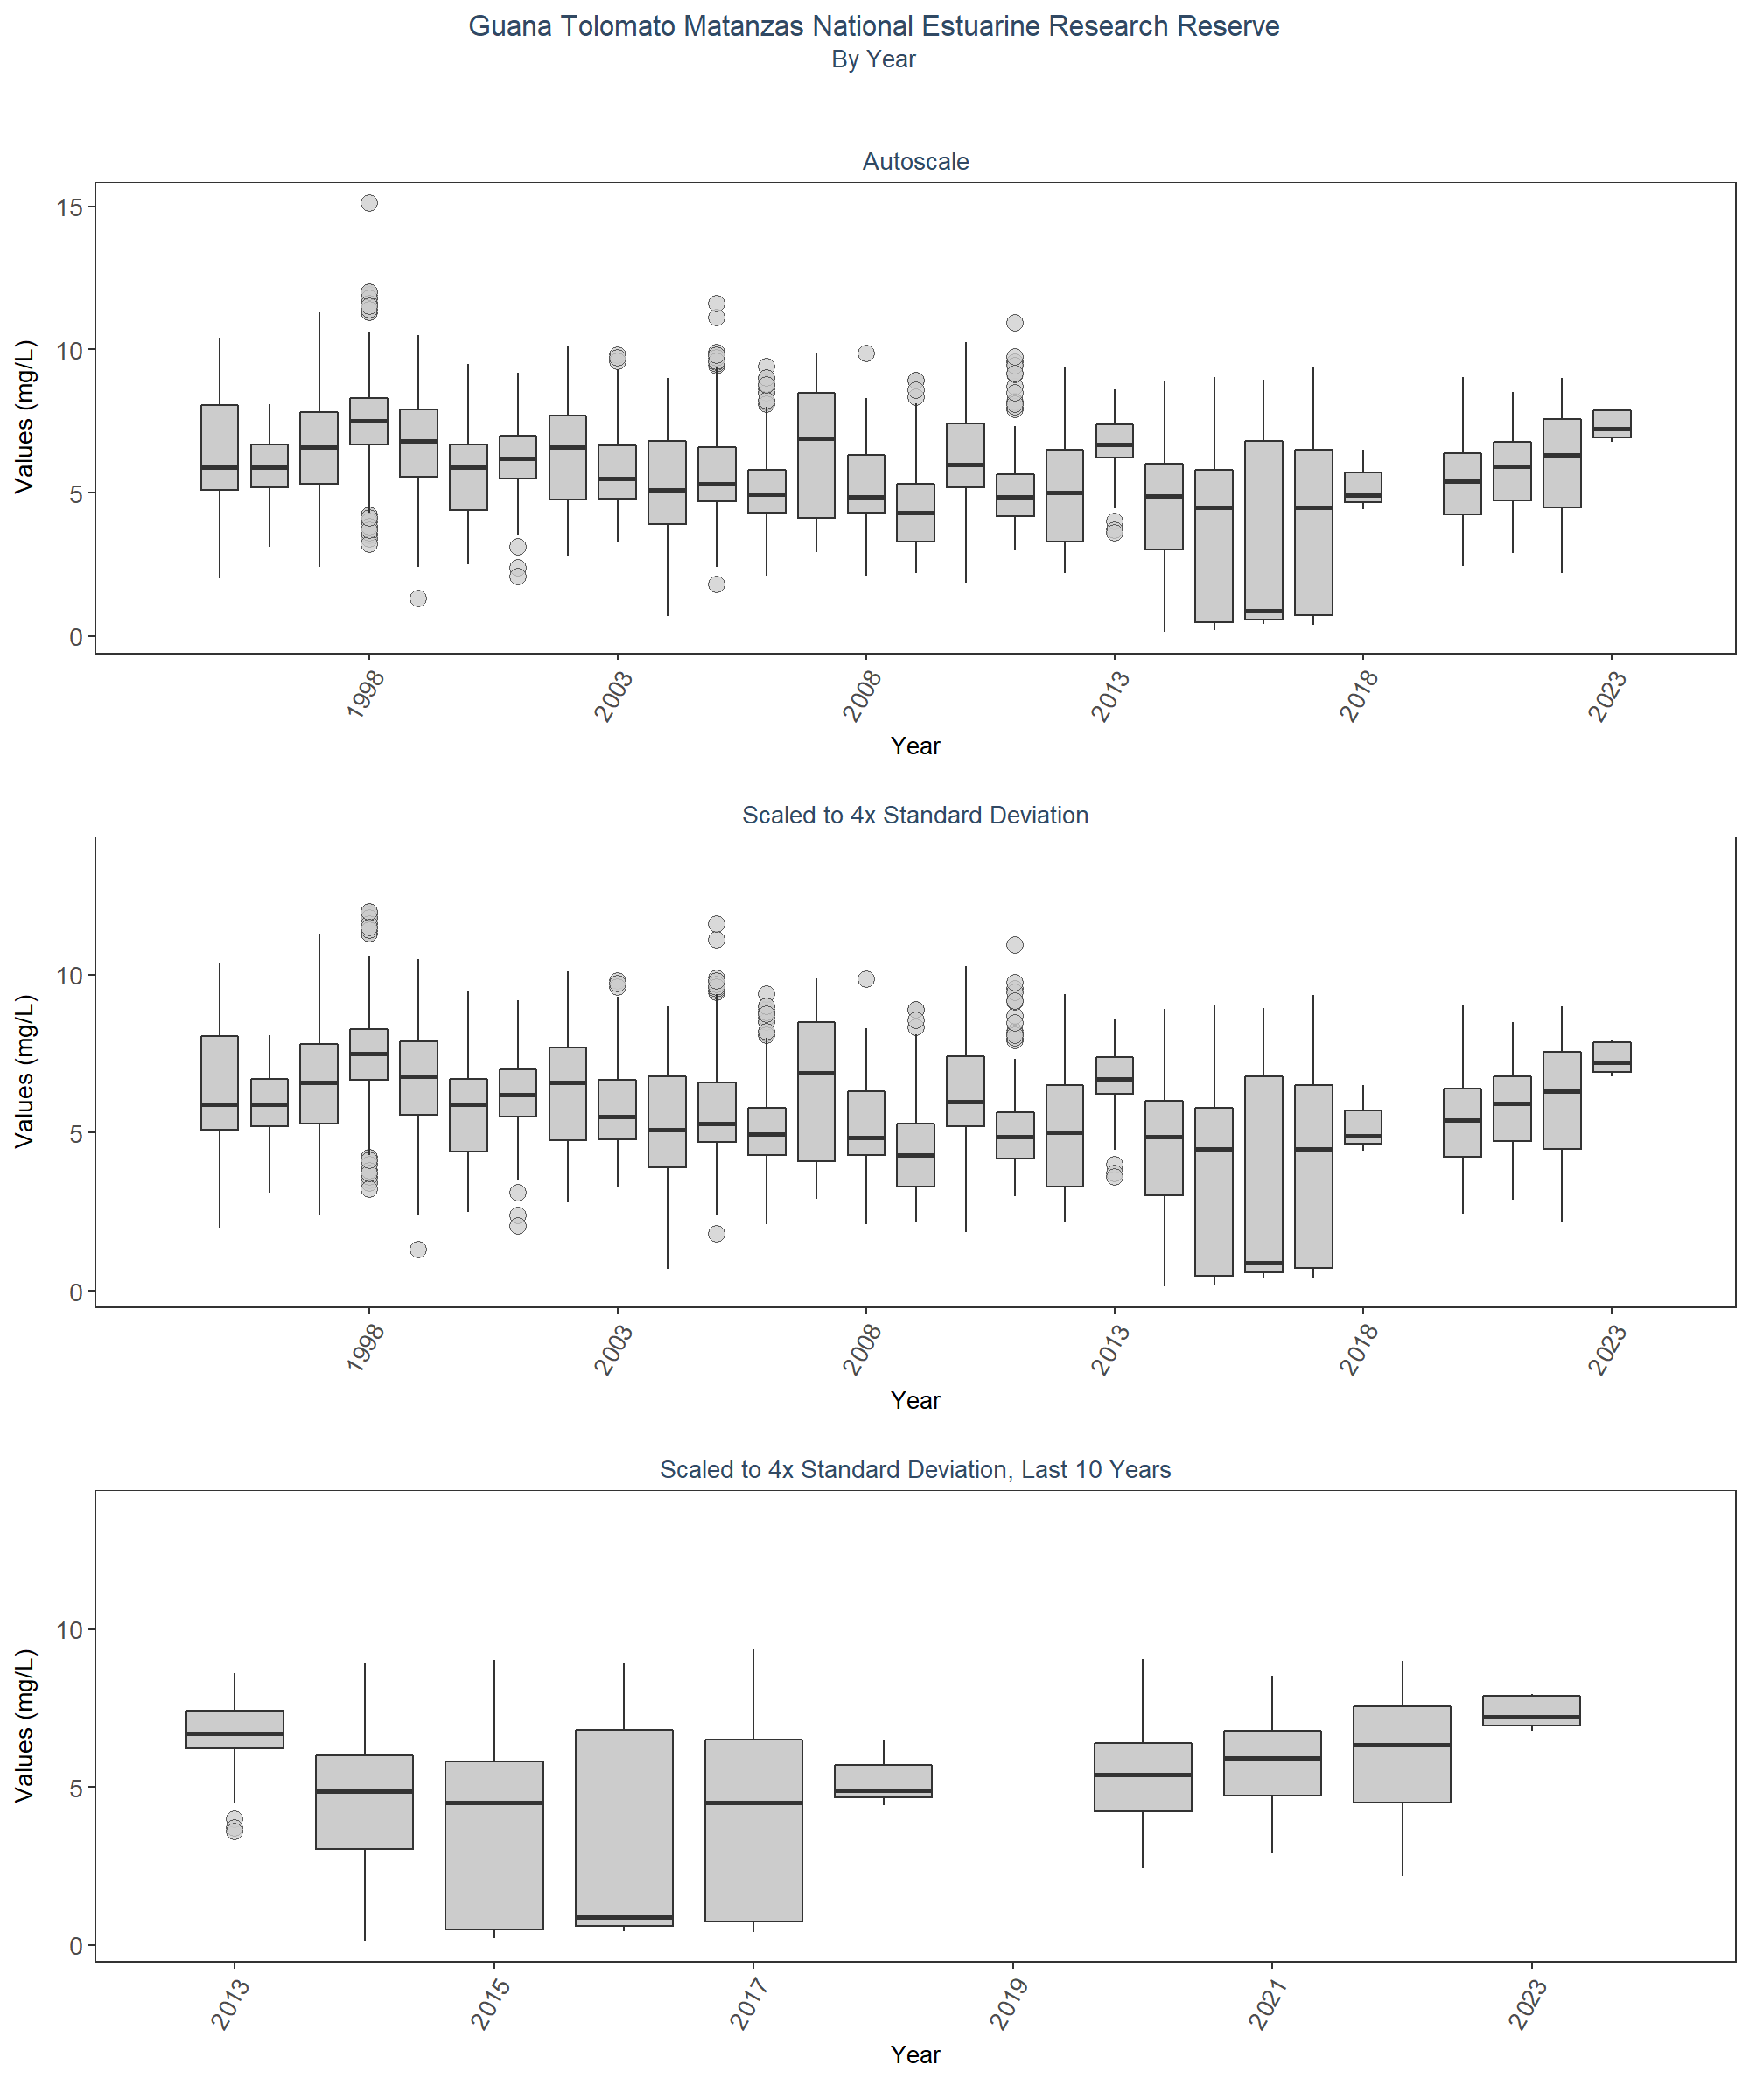 Guana Tolomato Matanzas National Estuarine Research Reserve
By Year
Autoscale
Values (mg/L)
15
10
5
0
1998
2003
2008
2013
2018
2023
Year
Scaled to 4x Standard Deviation
Values (mg/L)
10
5
0
1998
2003
2008
2013
2018
2023
Year
Scaled to 4x Standard Deviation, Last 10 Years
Values (mg/L)
10
5
0
2013
2015
2017
2019
2021
2023
Year